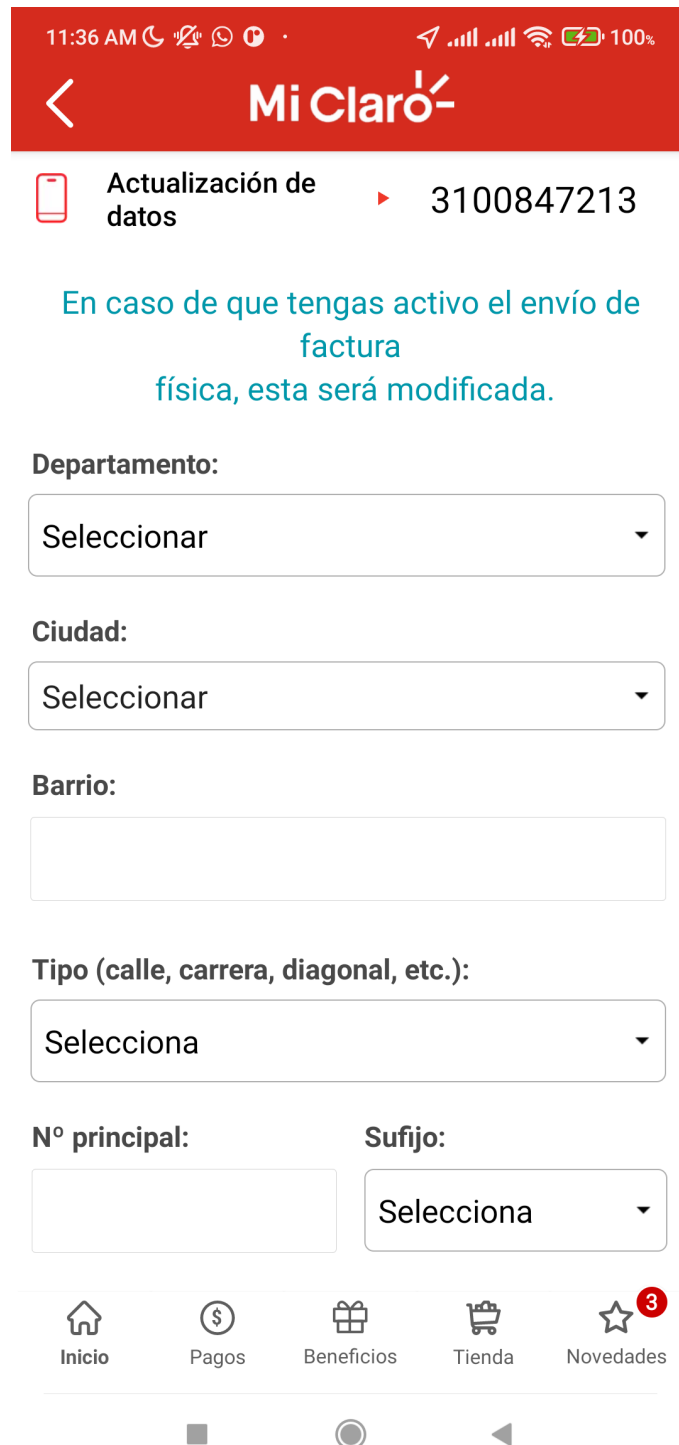 11:36 AM 100%
Mi Claro
Actualización de
datos
3100847213
En caso de que tengas activo el envío de
factura
física, esta será modificada.
Departamento:
Seleccionar
Ciudad:
Seleccionar
Barrio:
Tipo (calle, carrera, diagonal, etc.):
Selecciona
Nº principal: Sufijo:
Selecciona
3
Inicio Pagos Beneficios Tienda Novedades